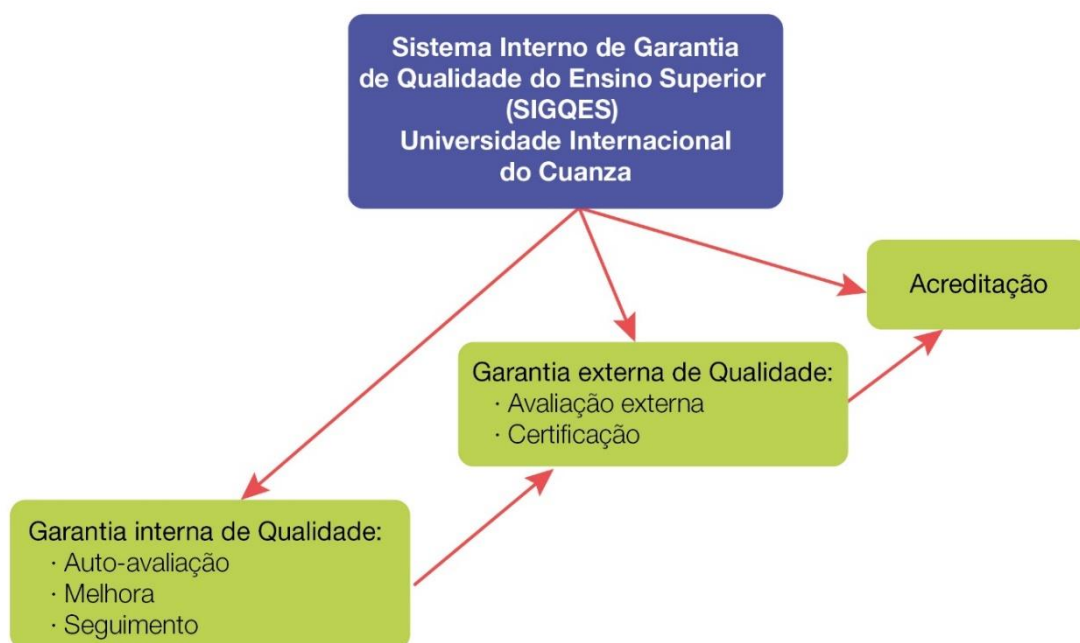 Sistema Interno de Garantia
de Qualidade do Ensino Superior
(SIGQES)
Universidade Internacional
do Cuanza
Acreditação
Garantia externa de Qualidade:
· Avaliação externa
· Certificação
Garantia interna de Qualidade:
· Auto-avaliação
· Melhora
· Seguimento